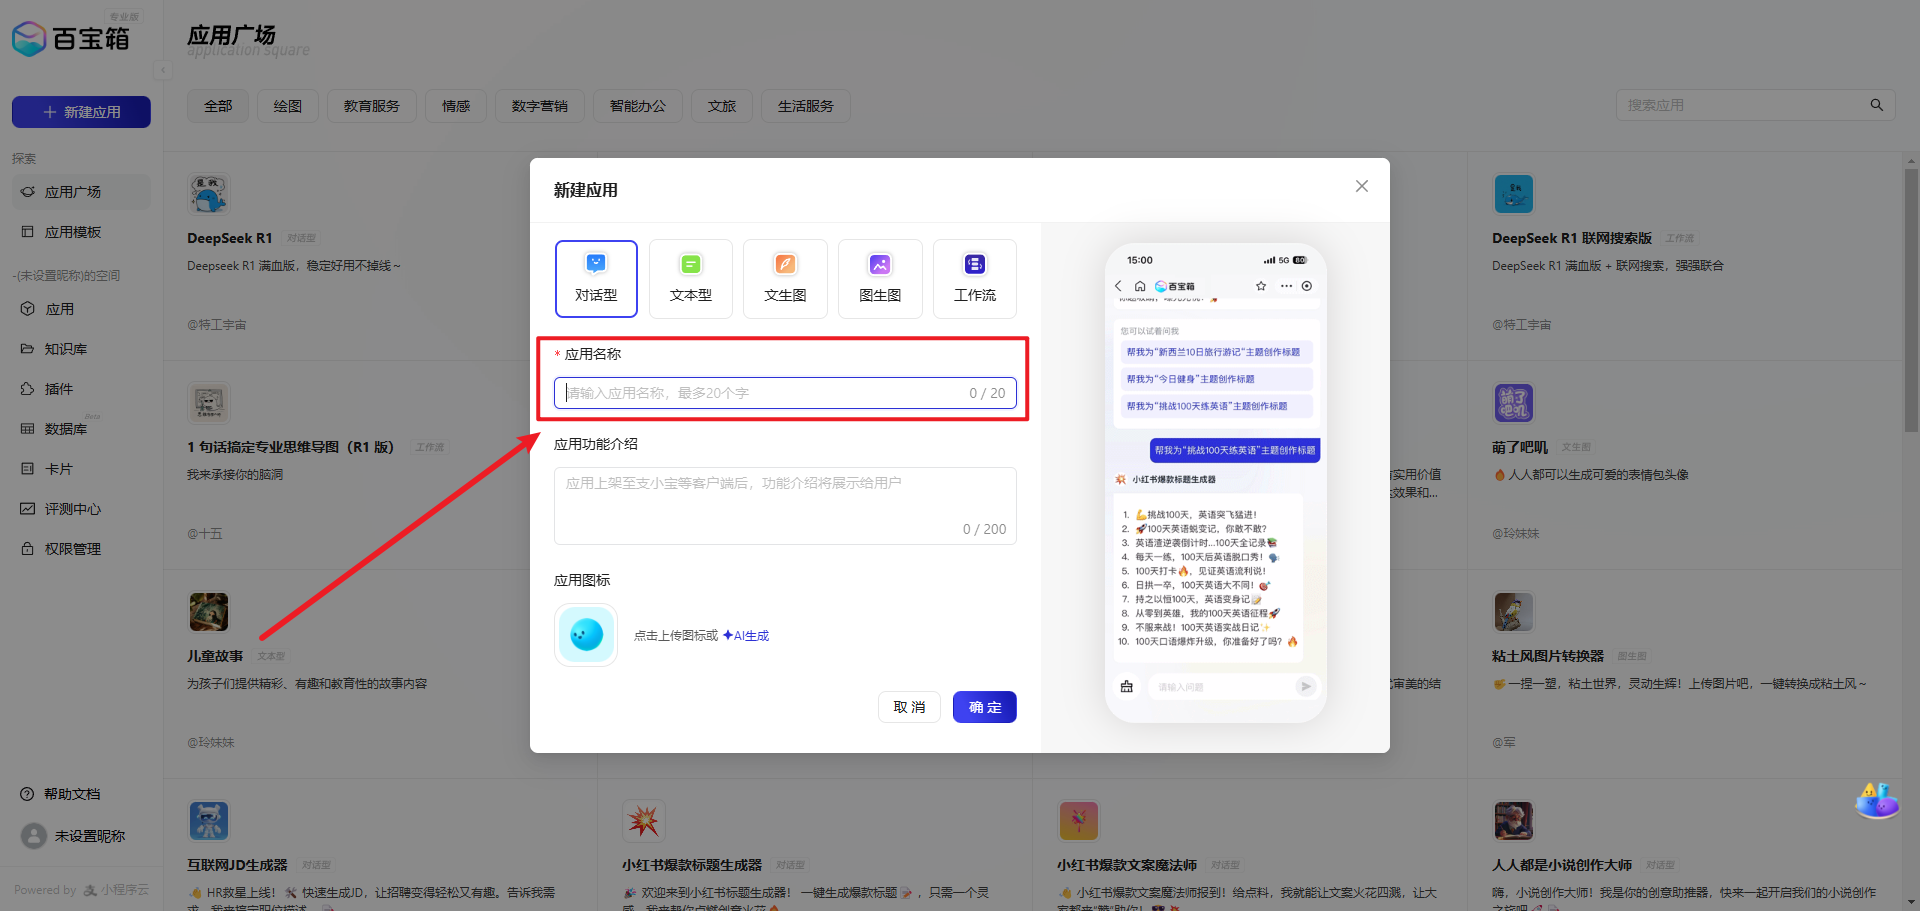 专业版
百宝箱
应用广场
application square
新建应用
全部
绘图
教育服务
情感
数字营销
智能办公
文旅
生活服务
搜索应用
探索
应用广场
应用模板
-(未设置昵称)的空间
应用
知识库
插件
Beta
数据库
卡片
评测中心
权限管理
帮助文档
未设置昵称
Powered by 小程序云
DeepSeek R1 对话型
DeepSeek R1 满血版，稳定好用不掉线～
@特工宇宙
DeepSeek R1 联网搜索版 工作流
DeepSeek R1 满血版 + 联网搜索，强强联合
@特工宇宙
1 句话搞定专业思维导图（R1 版） 工作流
我来承接你的脑洞
@十五
实用价值
效果和...
萌了吧叽 文生图
人人都可以生成可爱的表情包头像
@玲妹妹
儿童故事 文本型
为孩子们提供精彩、有趣和教育性的故事内容
@玲妹妹
审美的结
粘土风图片转换器 图生图
一捏一塑，粘土世界，灵动生辉！上传图片吧，一键转换成粘土风～
@军
互联网JD生成器 对话型
HR救星上线！ 快速生成JD，让招聘变得轻松又有趣。告诉我需
求，我来搞定职位描述。
小红书爆款标题生成器 对话型
欢迎来到小红书标题生成器！ 一键生成爆款标题 ，只需一个灵
感，我来帮你点燃创意火花
小红书爆款文案魔法师 对话型
小红书爆款文案魔法师报到！给点料，我就能让文案火花四溅，让大
家都来“赞”助你！
人人都是小说创作大师 对话型
嗨，小说创作大师！我是你的创意助推器，快来一起开启我们的小说创作
之旅吧
新建应用
对话型
文本型
文生图
图生图
工作流
* 应用名称
请输入应用名称，最多20个字
0 / 20
应用功能介绍
应用上架至支小宝等客户端后，功能介绍将展示给用户
0 / 200
应用图标
点击上传图标或 AI生成
取 消
确 定
15:00
5G 80
百宝箱
您可以试着问我
帮我为“新西兰10日旅行游记”主题创作标题
帮我为“今日健身”主题创作标题
帮我为“挑战100天练英语”主题创作标题
帮我为“挑战100天练英语”主题创作标题
小红书爆款标题生成器
1. 挑战100天，英语突飞猛进！
2. 100天英语蜕变记，你敢不敢？
3. 英语渣逆袭倒计时...100天全记录
4. 每天一练，100天后英语脱口秀！
5. 100天打卡，见证英语流利说！
6. 日拱一卒，100天英语大不同！
7. 持之以恒100天，英语变身记
8. 从零到英雄，我的100天英语征程
9. 不服来战！100天英语实战日记
10. 100天口语爆炸升级，你准备好了吗？
请输入问题